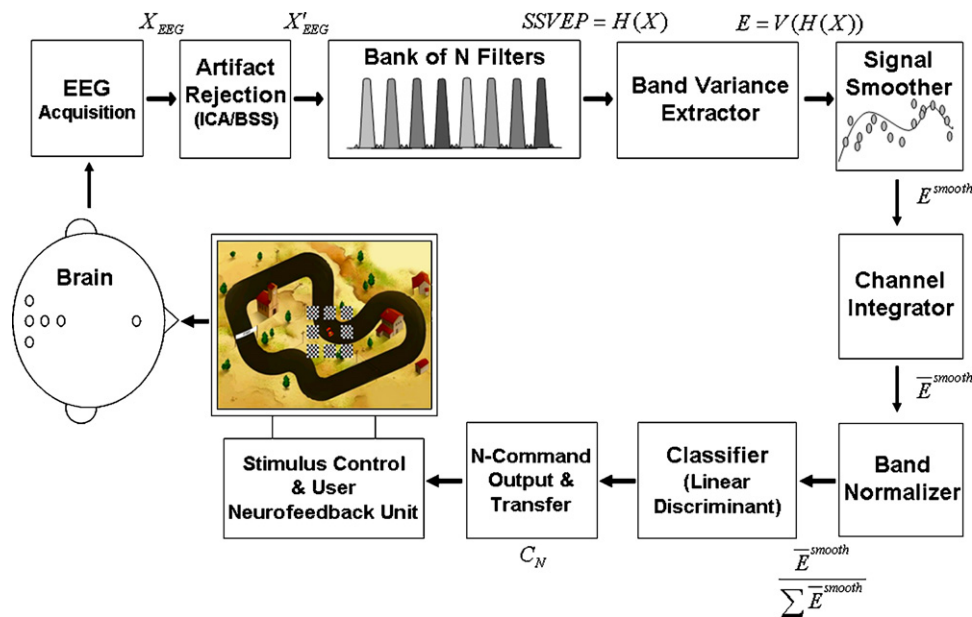 X_EEG
X'_EEG
SSVEP = H(X)
E = V(H(X))
EEG
Acquisition
Artifact
Rejection
(ICA/BSS)
Bank of N Filters
Band Variance
Extractor
Signal
Smoother
E^smooth
Brain
Channel
Integrator
E̅^smooth
Stimulus Control
& User
Neurofeedback Unit
N-Command
Output &
Transfer
Classifier
(Linear
Discriminant)
Band
Normalizer
C_N
E̅^smooth
∑ E̅^smooth